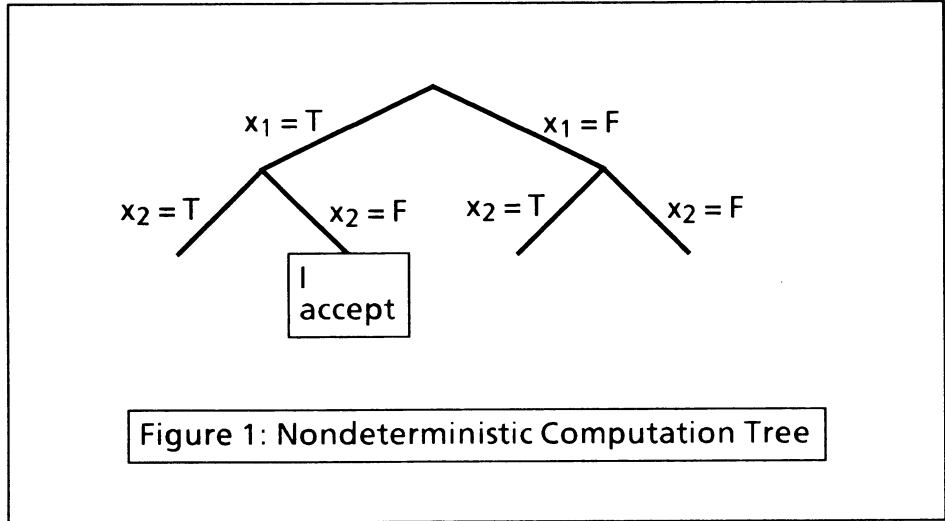 x1 = T
x1 = F
x2 = T
x2 = F
x2 = T
x2 = F
I
accept
Figure 1: Nondeterministic Computation Tree